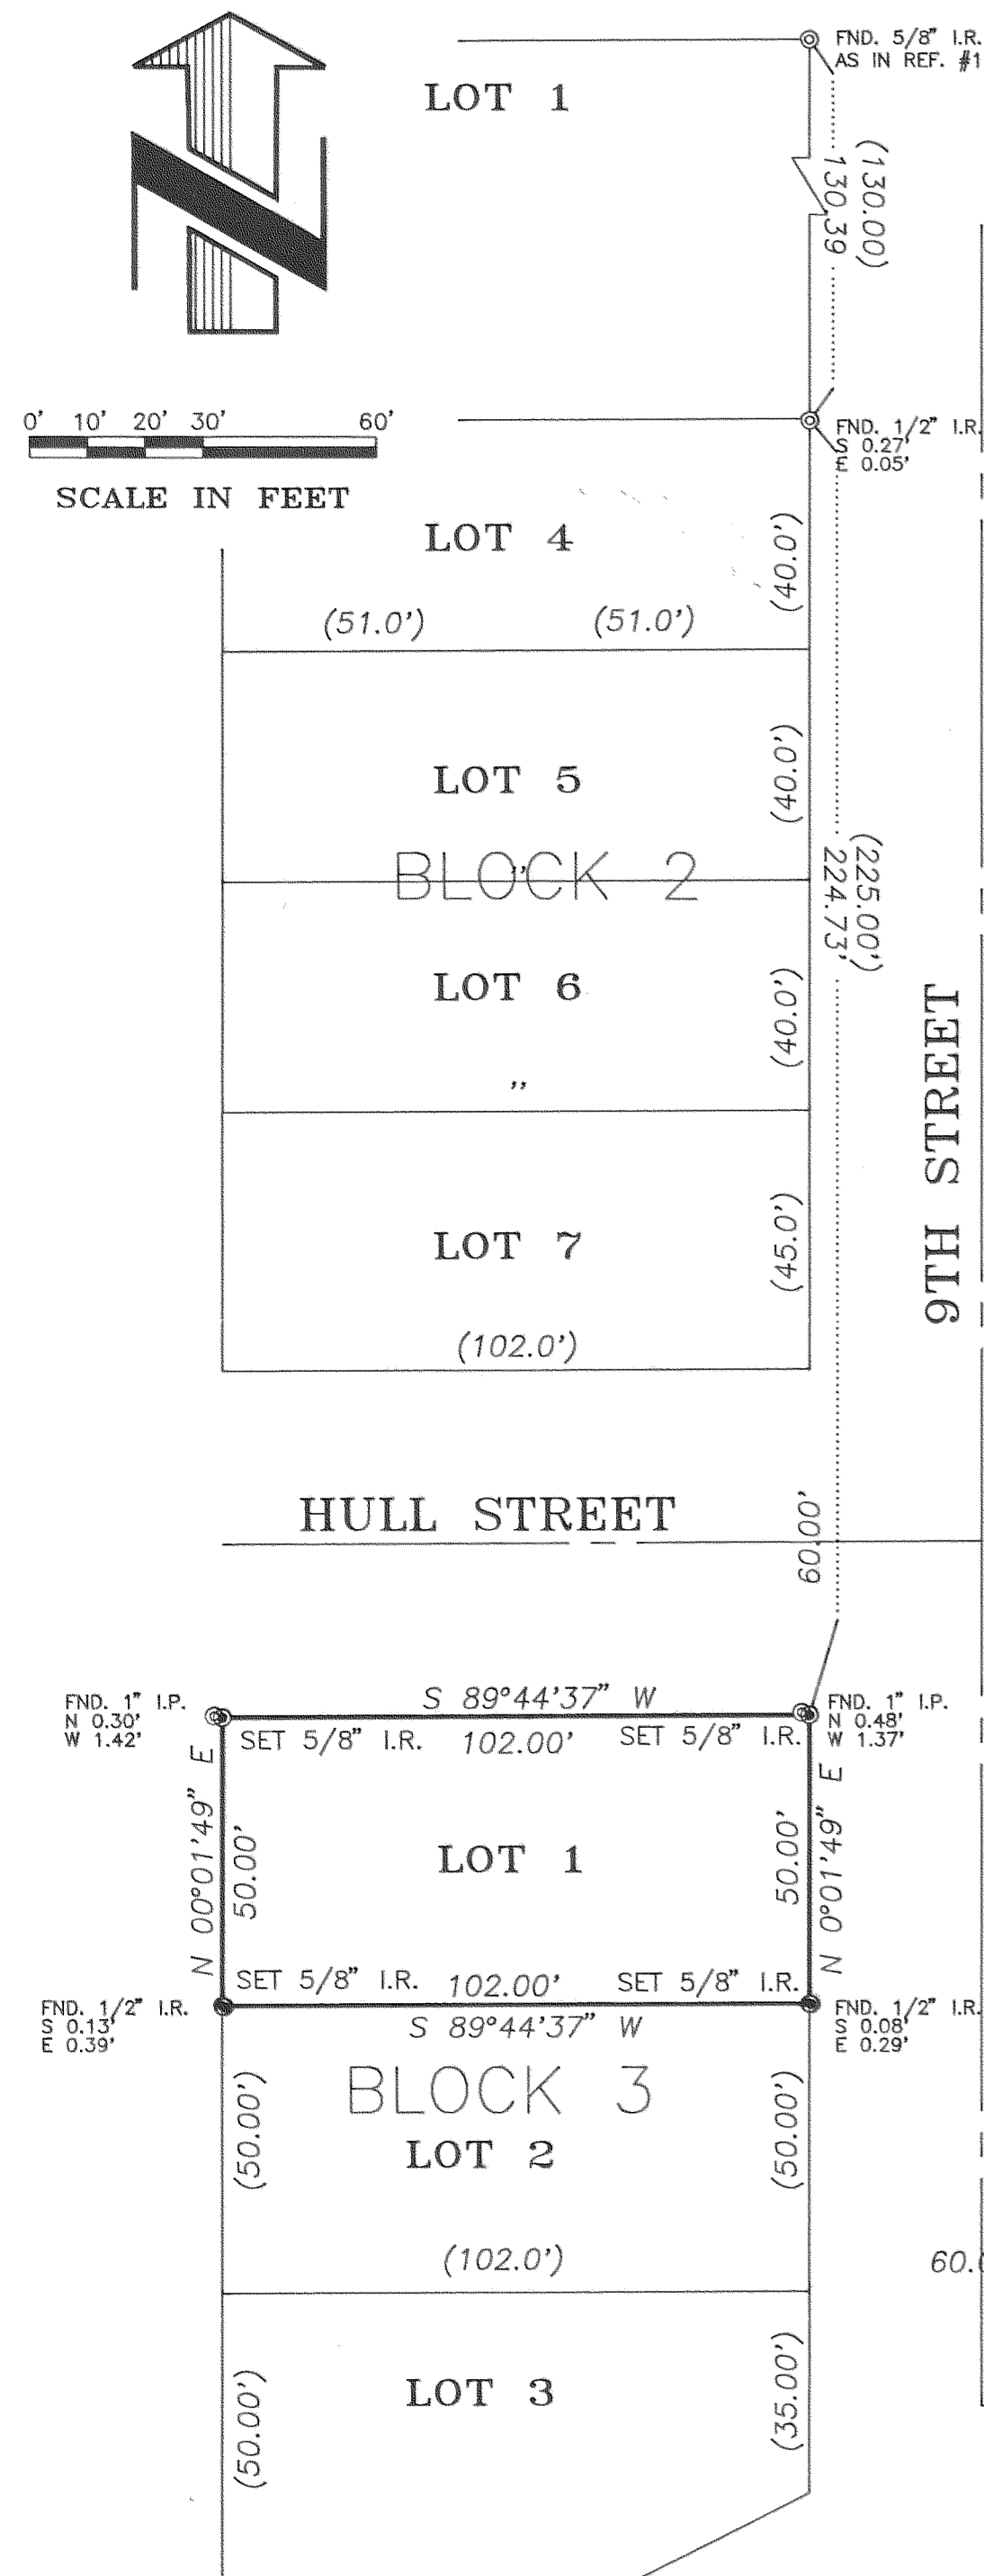 N
FND. 5/8" I.R.
AS IN REF. #1
LOT 1
(130.00)
130.39
0' 10' 20' 30' 60'
SCALE IN FEET
FND. 1/2" I.R.
S 0.27'
E 0.05'
LOT 4
(40.0')
(51.0') (51.0')
LOT 5
(40.0')
BLOCK 2
"
(225.00')
224.73'
LOT 6
(40.0')
"
9TH STREET
LOT 7
(45.0')
(102.0')
HULL STREET
60.00'
FND. 1" I.P.
N 0.30'
W 1.42'
S 89°44'37" W
FND. 1" I.P.
N 0.48'
W 1.37'
SET 5/8" I.R. 102.00' SET 5/8" I.R.
N 00°01'49" E
50.00'
LOT 1
50.00'
N 0°01'49" E
SET 5/8" I.R. 102.00' SET 5/8" I.R.
FND. 1/2" I.R.
S 0.13'
E 0.39'
S 89°44'37" W
FND. 1/2" I.R.
S 0.08'
E 0.29'
BLOCK 3
(50.00')
LOT 2
(50.00')
(102.0')
60.
(50.00')
LOT 3
(35.00')